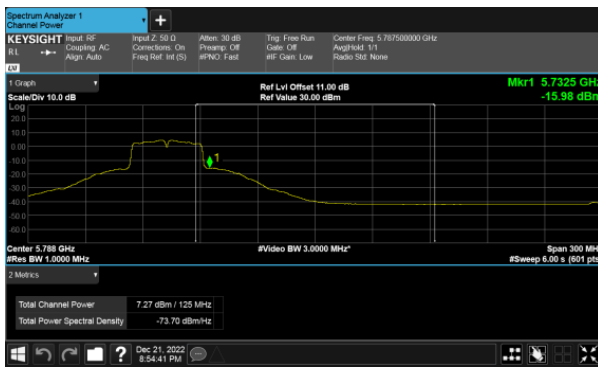 Spectrum Analyzer 1
Channel Power
+
KEYSIGHT Input: RF Input Z: 50 Ω Atten: 30 dB Trig: Free Run Center Freq: 5.787500000 GHz
R L Coupling: AC Corrections: On Preamp: Off Gate: Off Avg|Hold: 1/1
Align: Auto Freq Ref: Int (S) #PNO: Fast #IF Gain: Low Radio Std: None
LXI
1 Graph Ref Lvl Offset 11.00 dB Mkr1 5.7325 GHz
Scale/Div 10.0 dB Ref Value 30.00 dBm -15.98 dBm
Log
20.0
10.0
0.00
-10.0
1
-20.0
-30.0
-40.0
-50.0
-60.0
Center 5.788 GHz #Video BW 3.0000 MHz* Span 300 MH
#Res BW 1.0000 MHz #Sweep 6.00 s (601 pts
2 Metrics
Total Channel Power 7.27 dBm / 125 MHz
Total Power Spectral Density -73.70 dBm/Hz
? Dec 21, 2022
8:54:41 PM